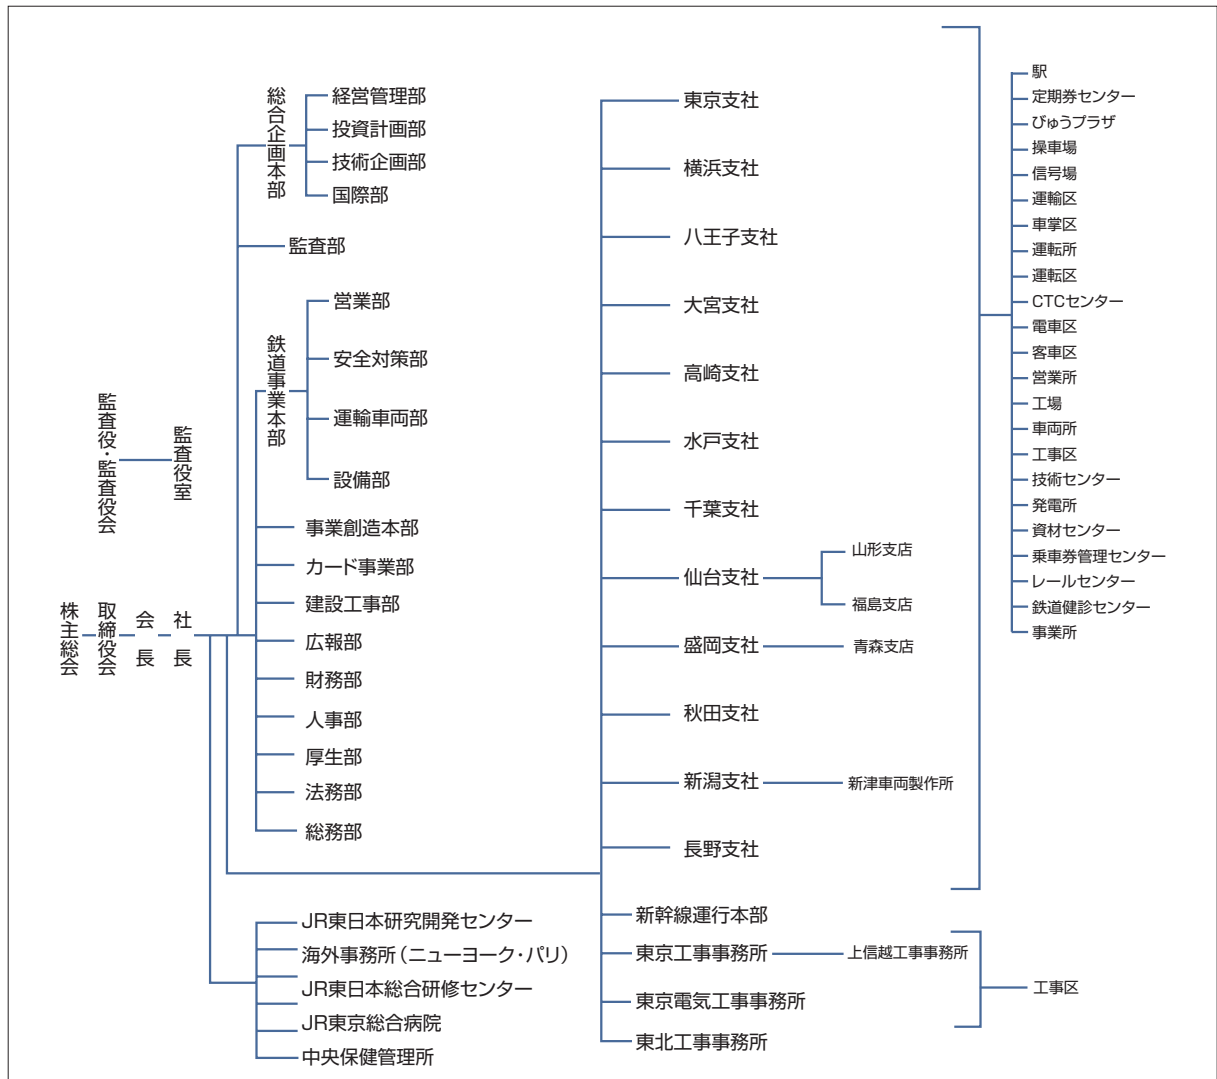 株主総会
取締役会
会長
社長
監査役・監査役会
監査役室
総合企画本部
経営管理部
投資計画部
技術企画部
国際部
監査部
鉄道事業本部
営業部
安全対策部
運輸車両部
設備部
事業創造本部
カード事業部
建設工事部
広報部
財務部
人事部
厚生部
法務部
総務部
JR東日本研究開発センター
海外事務所（ニューヨーク・パリ）
JR東日本総合研修センター
JR東京総合病院
中央保健管理所
東京支社
横浜支社
八王子支社
大宮支社
高崎支社
水戸支社
千葉支社
仙台支社
山形支店
福島支店
盛岡支社
青森支店
秋田支社
新潟支社
新津車両製作所
長野支社
新幹線運行本部
東京工事事務所
上信越工事事務所
東京電気工事事務所
東北工事事務所
駅
定期券センター
びゅうプラザ
操車場
信号場
運輸区
車掌区
運転所
運転区
CTCセンター
電車区
客車区
営業所
工場
車両所
工事区
技術センター
発電所
資材センター
乗車券管理センター
レールセンター
鉄道健診センター
事業所
工事区